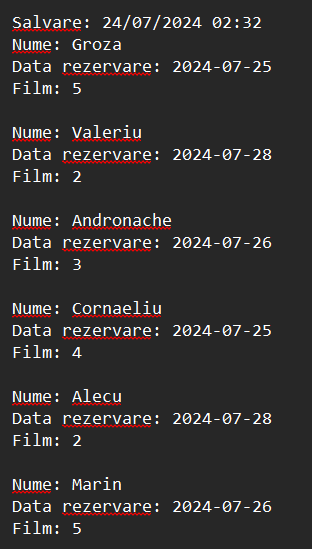 Salvare: 24/07/2024 02:32
Nume: Groza
Data rezervare: 2024-07-25
Film: 5
Nume: Valeriu
Data rezervare: 2024-07-28
Film: 2
Nume: Andronache
Data rezervare: 2024-07-26
Film: 3
Nume: Cornaeliu
Data rezervare: 2024-07-25
Film: 4
Nume: Alecu
Data rezervare: 2024-07-28
Film: 2
Nume: Marin
Data rezervare: 2024-07-26
Film: 5